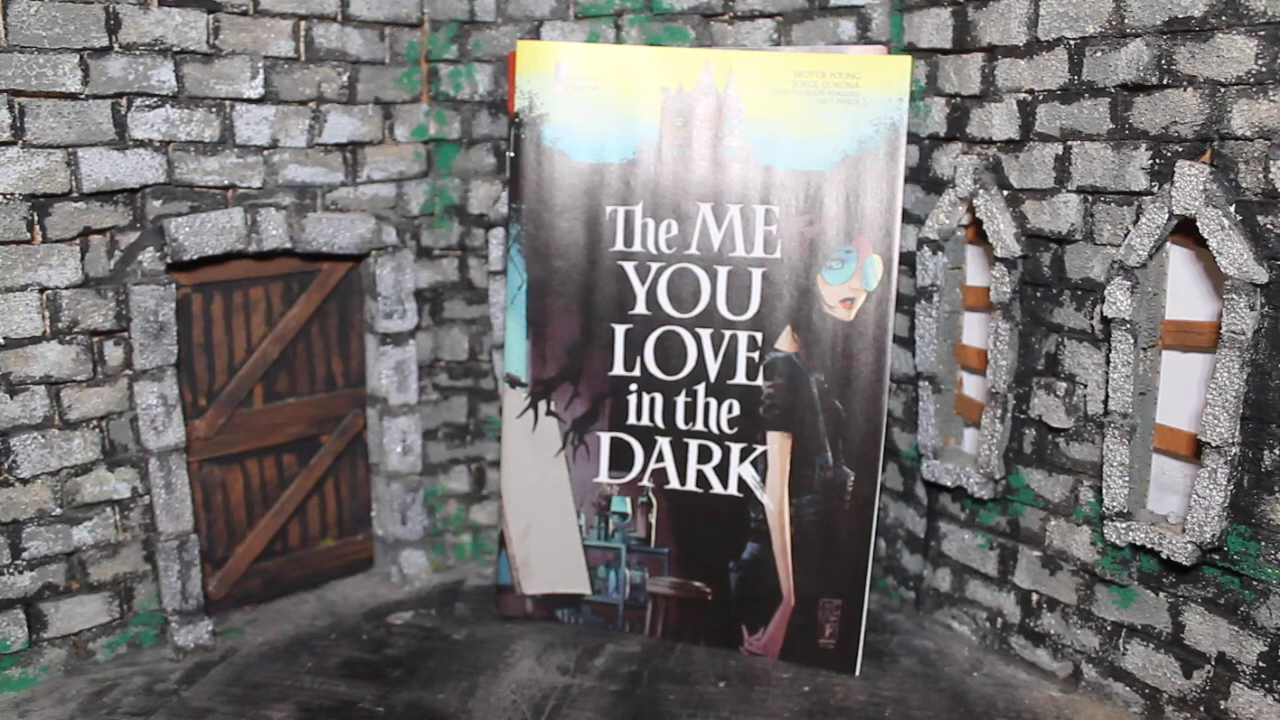 SKOTTIE YOUNG
JORGE CORONA
The ME
YOU
LOVE
in the
DARK